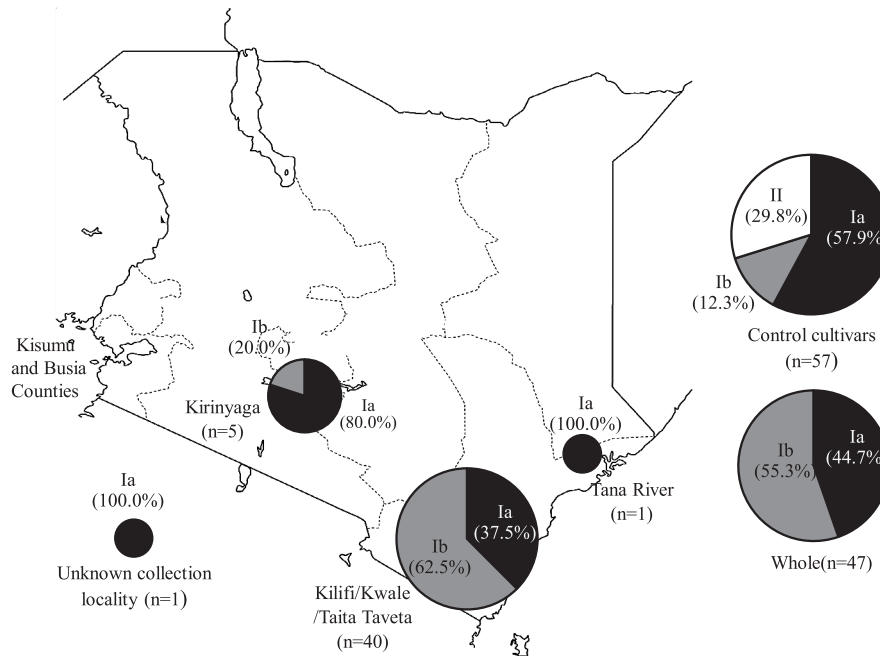 II
(29.8%)
Ia
(57.9%
Ib
(12.3%)
Control cultivars
(n=57)
Kisumu
and Busia
Counties
Ib
(20.0%)
Kirinyaga
(n=5)
Ia
(80.0%)
Ia
(100.0%)
Tana River
(n=1)
Ib
(55.3%)
Ia
(44.7%
Whole(n=47)
Ia
(100.0%)
Unknown collection
locality (n=1)
Ia
(37.5%)
Ib
(62.5%)
Kilifi/Kwale
/Taita Taveta
(n=40)